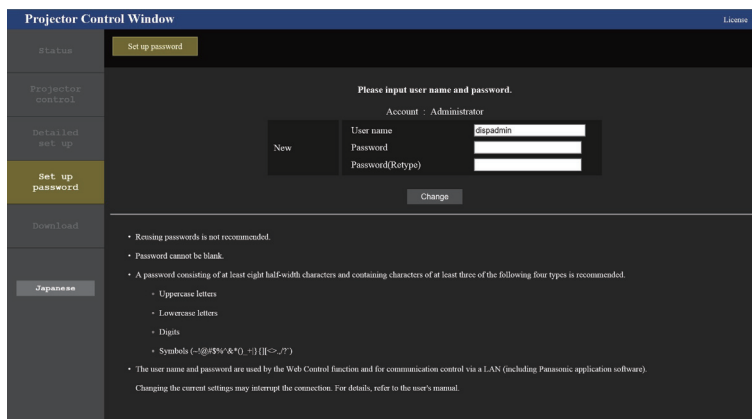 Projector Control Window
License
Status
Projector
control
Detailed
set up
Set up
password
Download
Japanese
Set up password
Please input user name and password.
Account : Administrator
New
User name
dispadmin
Password
Password(Retype)
Change
• Reusing passwords is not recommended.
• Password cannot be blank.
• A password consisting of at least eight half-width characters and containing characters of at least three of the following four types is recommended.
Uppercase letters
Lowercase letters
Digits
Symbols (~!@#$%^&*()_+|}{][<>.,/?`)
• The user name and password are used by the Web Control function and for communication control via a LAN (including Panasonic application software).
Changing the current settings may interrupt the connection. For details, refer to the user's manual.